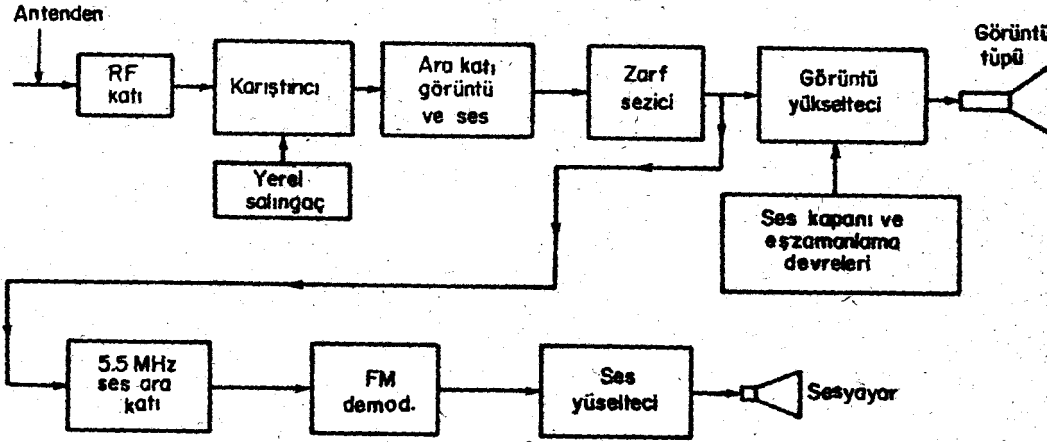 Antenden
RF
katı
Karıştırıcı
Ara katı
görüntü
ve ses
Zarf
sezici
Görüntü
yükselteci
Görüntü
tüpü
Yerel
salıngaç
Ses kapanı ve
eşzamanlama
devreleri
5.5 MHz
ses ara
katı
FM
demod.
Ses
yüselteci
Sesyayar